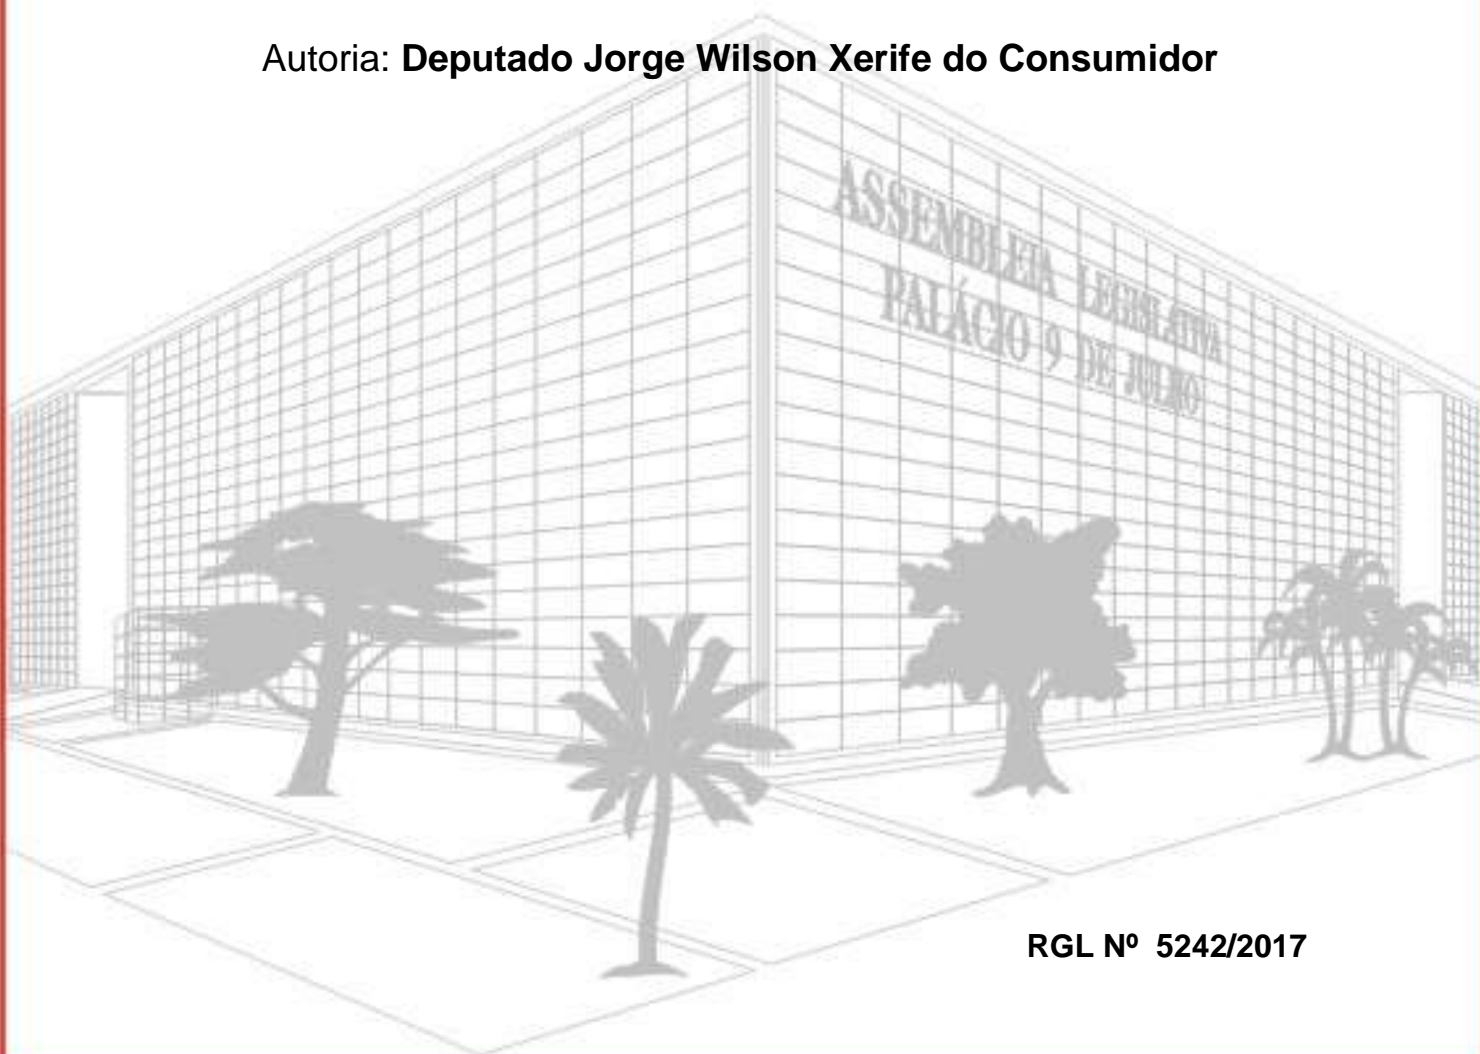 Autoria: Deputado Jorge Wilson Xerife do Consumidor
ASSEMBLEIA LEGISLATIVA
PALÁCIO 9 DE JULHO
RGL Nº 5242/2017